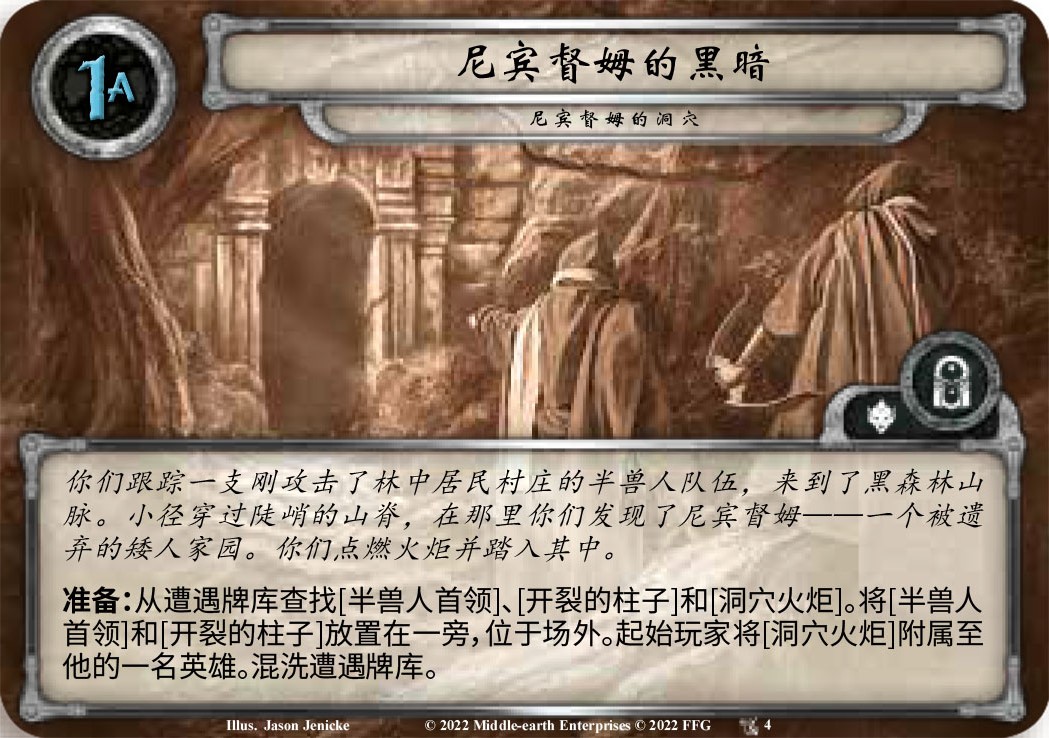 1A
尼宾督姆的黑暗
尼宾督姆的洞穴
你们跟踪一支刚攻击了林中居民村庄的半兽人队伍，来到了黑森林山
脉。小径穿过陡峭的山脊，在那里你们发现了尼宾督姆——一个被遗
弃的矮人家园。你们点燃火炬并踏入其中。
准备：从遭遇牌库查找[半兽人首领]、[开裂的柱子]和[洞穴火炬]。将[半兽人
首领]和[开裂的柱子]放置在一旁，位于场外。起始玩家将[洞穴火炬]附属至
他的一名英雄。混洗遭遇牌库。
Illus. Jason Jenicke © 2022 Middle-earth Enterprises © 2022 FFG 4